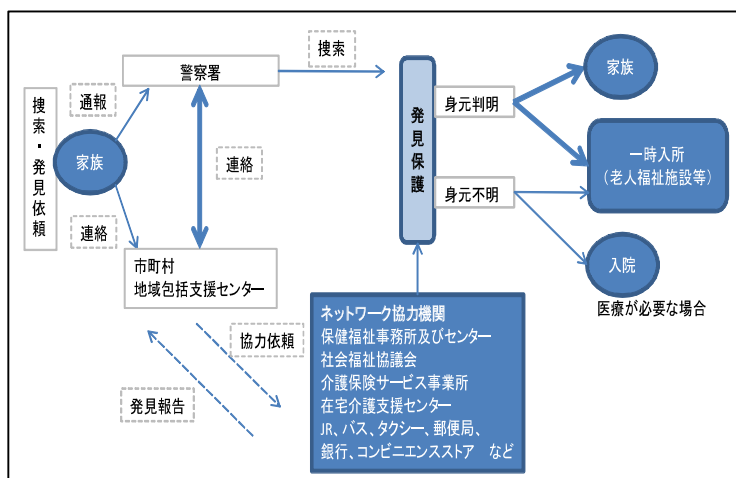 捜索・発見依頼
家族
通報
連絡
警察署
連絡
市町村
地域包括支援センター
協力依頼
発見報告
捜索
発見保護
身元判明
身元不明
家族
一時入所
（老人福祉施設等）
入院
医療が必要な場合
ネットワーク協力機関
保健福祉事務所及びセンター
社会福祉協議会
介護保険サービス事業所
在宅介護支援センター
JR、バス、タクシー、郵便局、
銀行、コンビニエンスストア　など